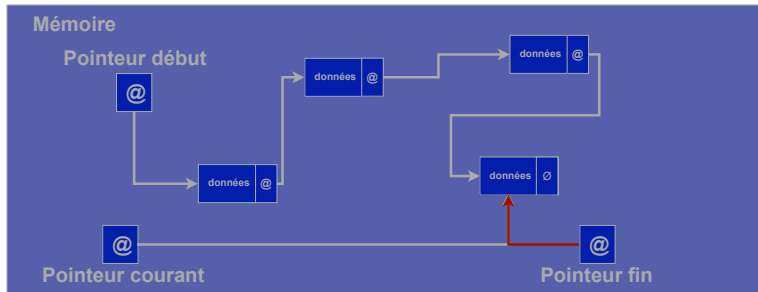 Mémoire
Pointeur début
@
données @
données @
données @
données Ø
@
@
Pointeur courant
Pointeur fin